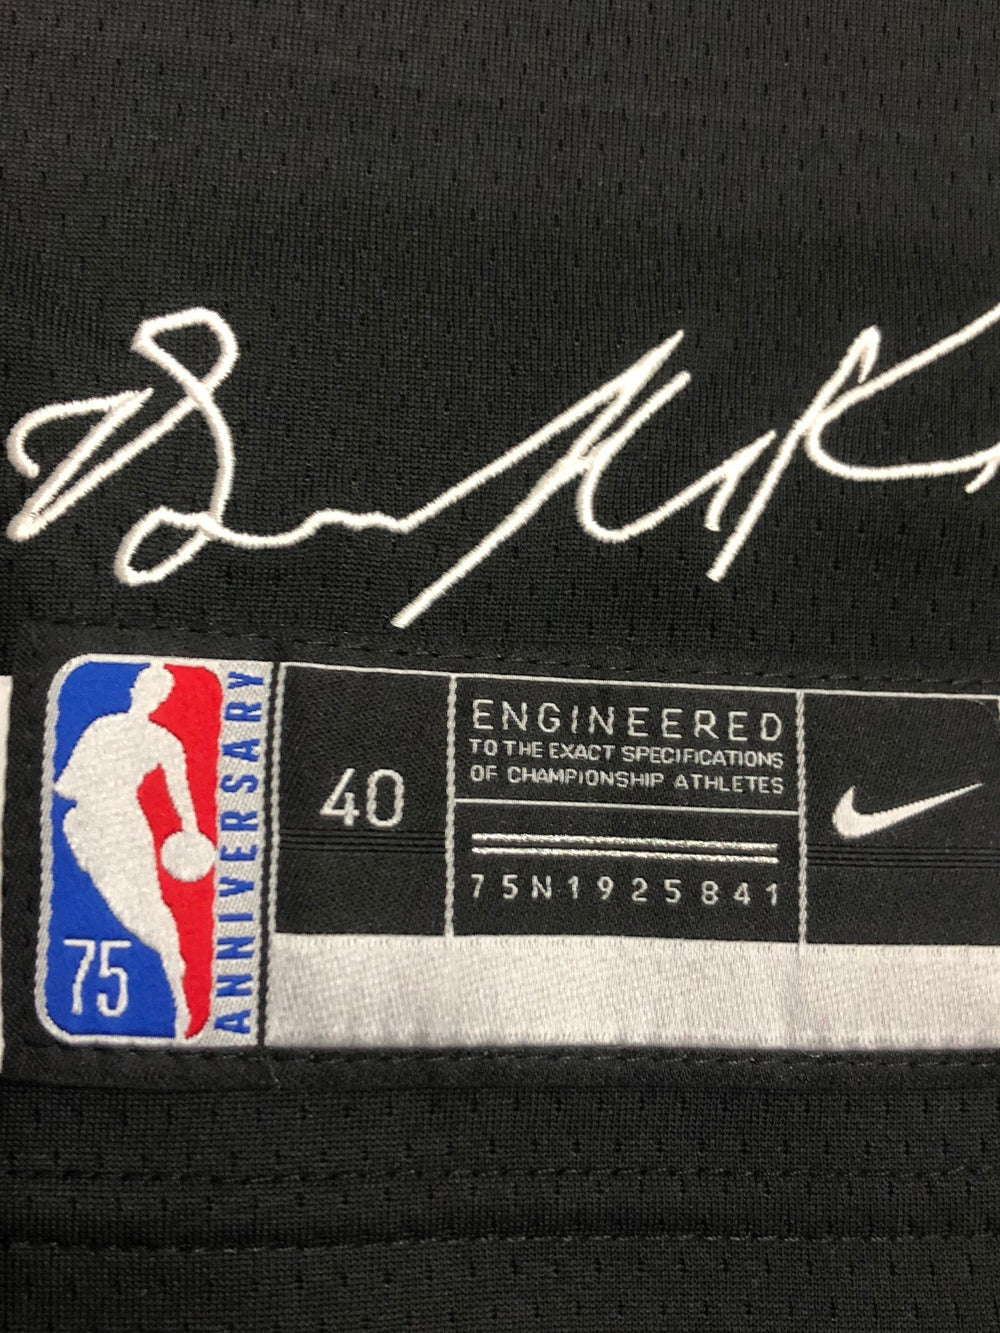 75
ANNIVERSARY
40
ENGINEERED
TO THE EXACT SPECIFICATIONS
OF CHAMPIONSHIP ATHLETES
75N1925841